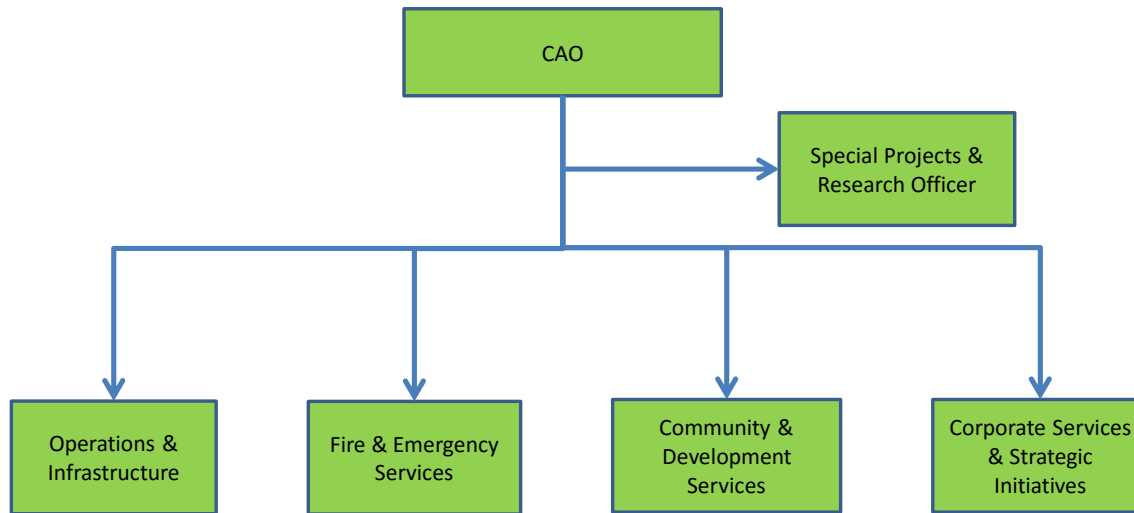 CAO
Special Projects &
Research Officer
Operations &
Infrastructure
Fire & Emergency
Services
Community &
Development
Services
Corporate Services
& Strategic
Initiatives